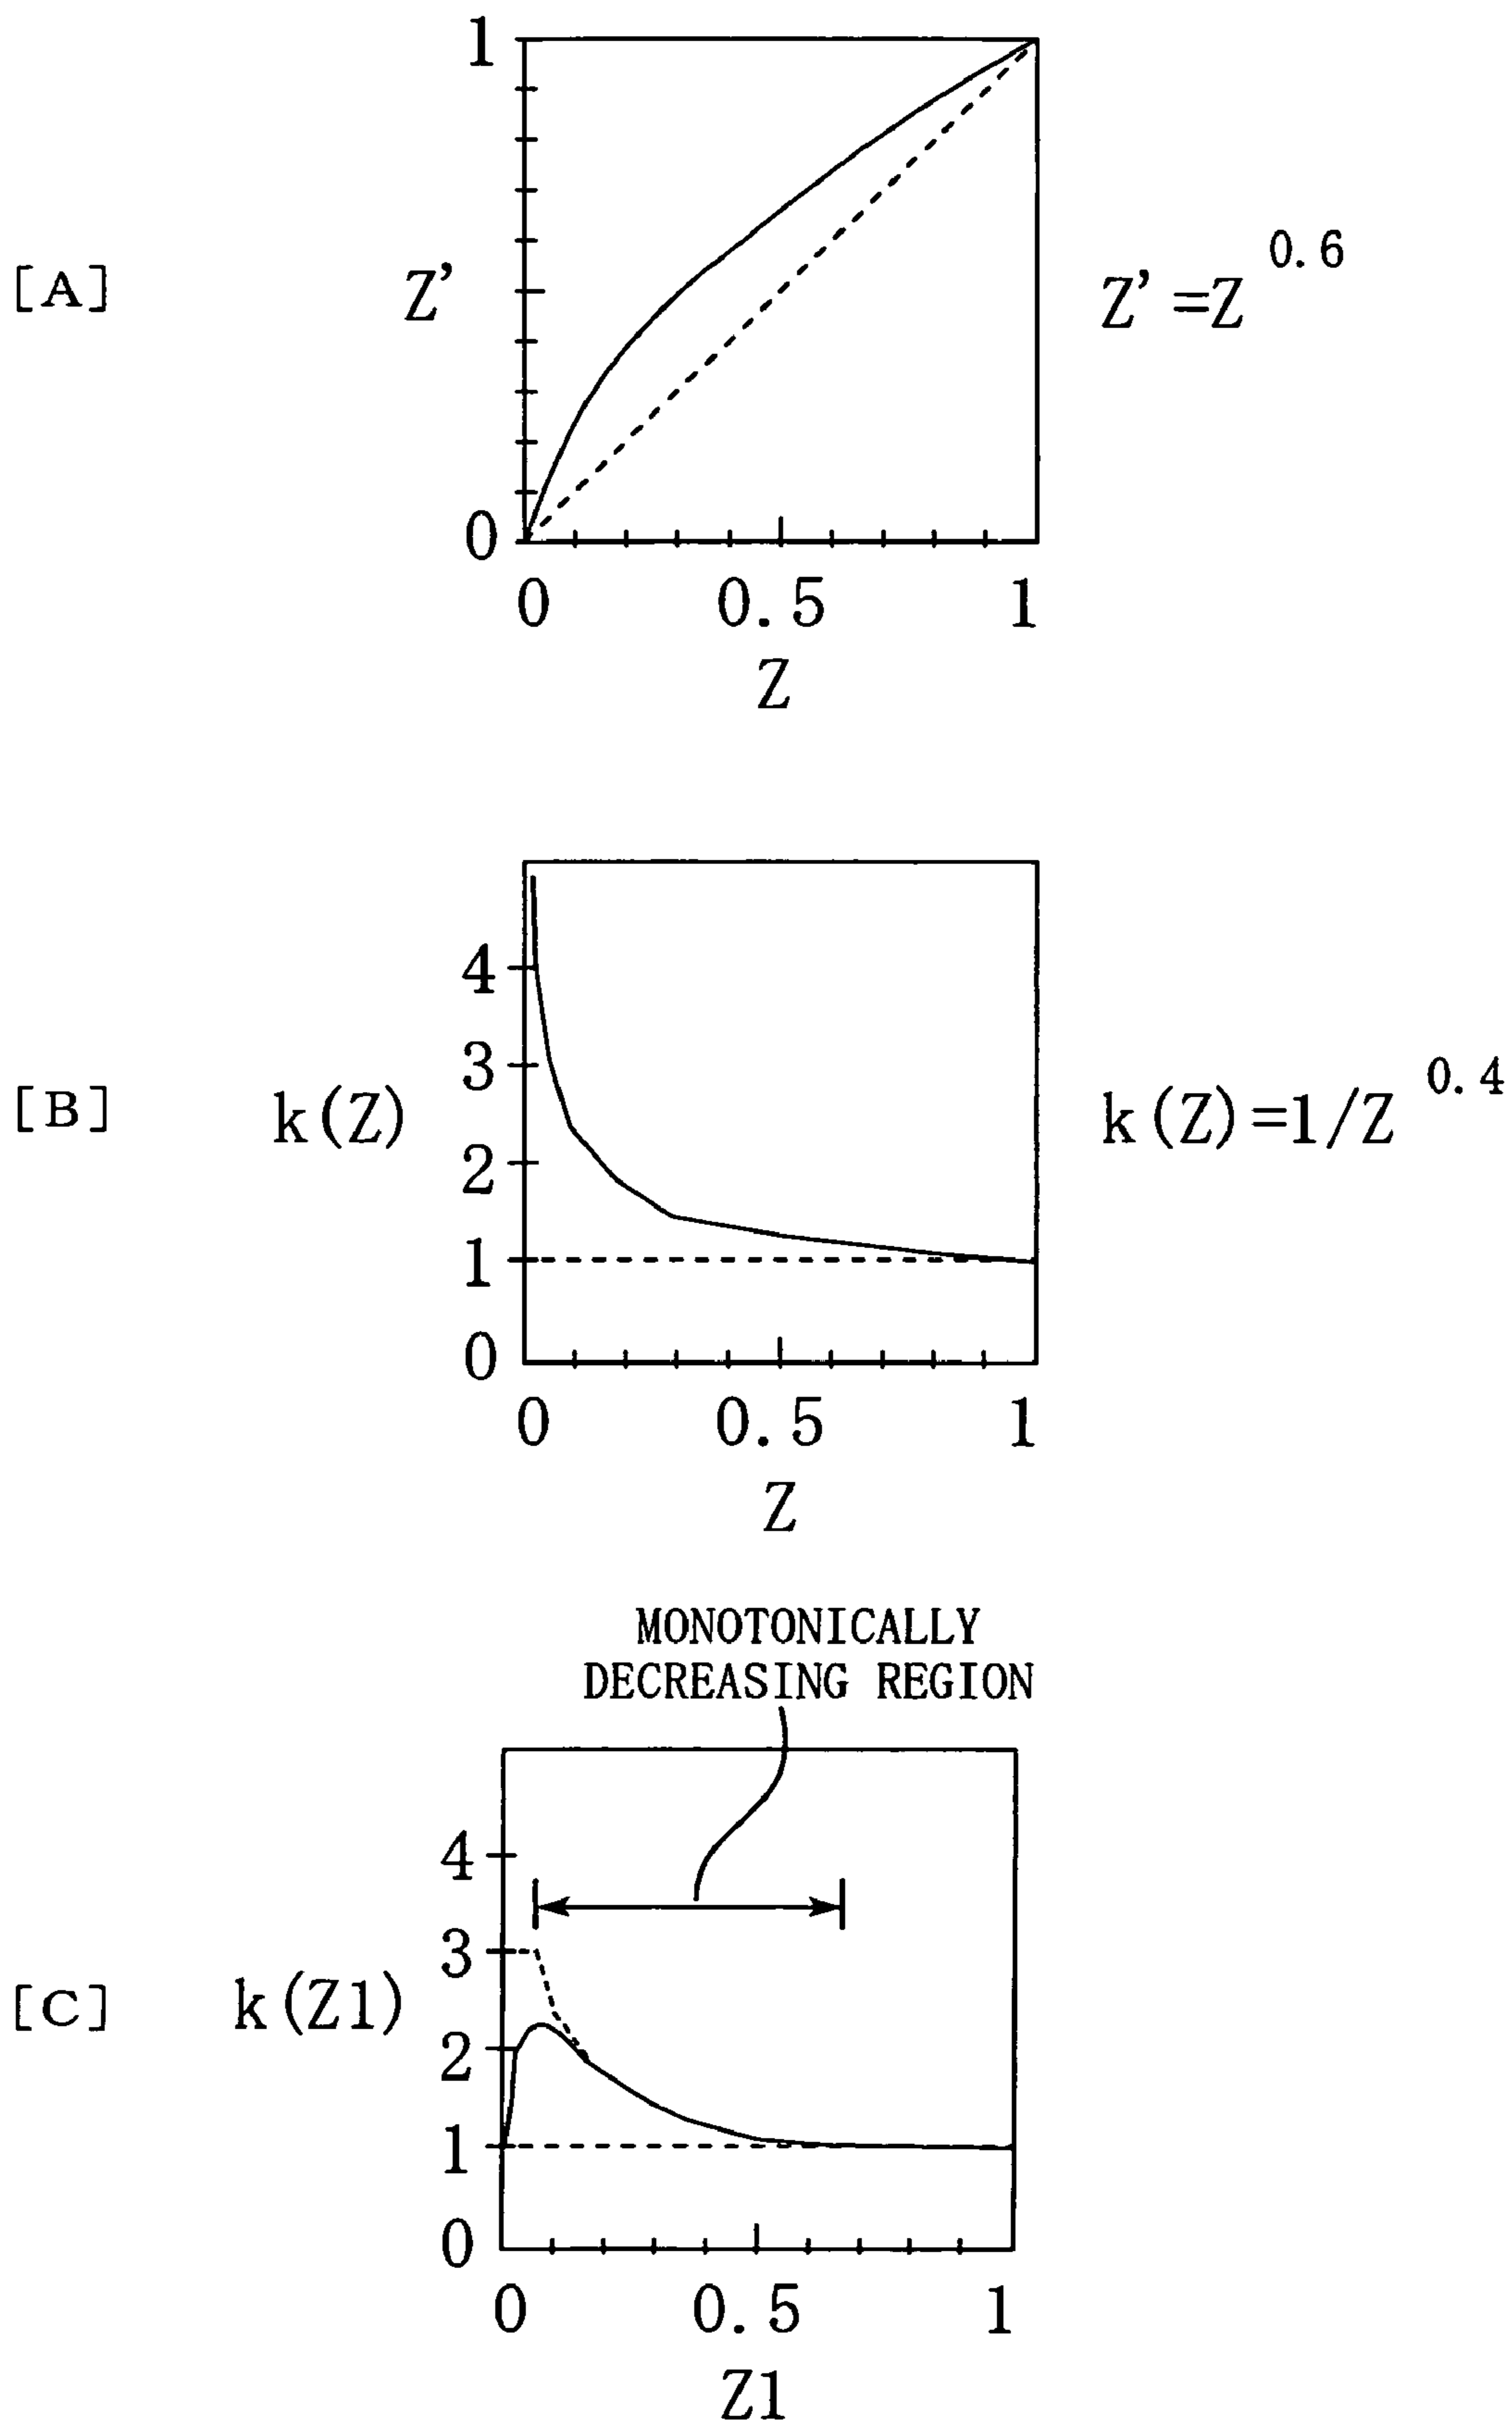 1
[A]
Z'
Z'=Z^0.6
0
0 0.5 1
Z
4
3
2
1
0
[B]
k(Z)
k(Z)=1/Z^0.4
0 0.5 1
Z
MONOTONICALLY
DECREASING REGION
4
3
2
1
0
[C]
k(Z1)
0 0.5 1
Z1